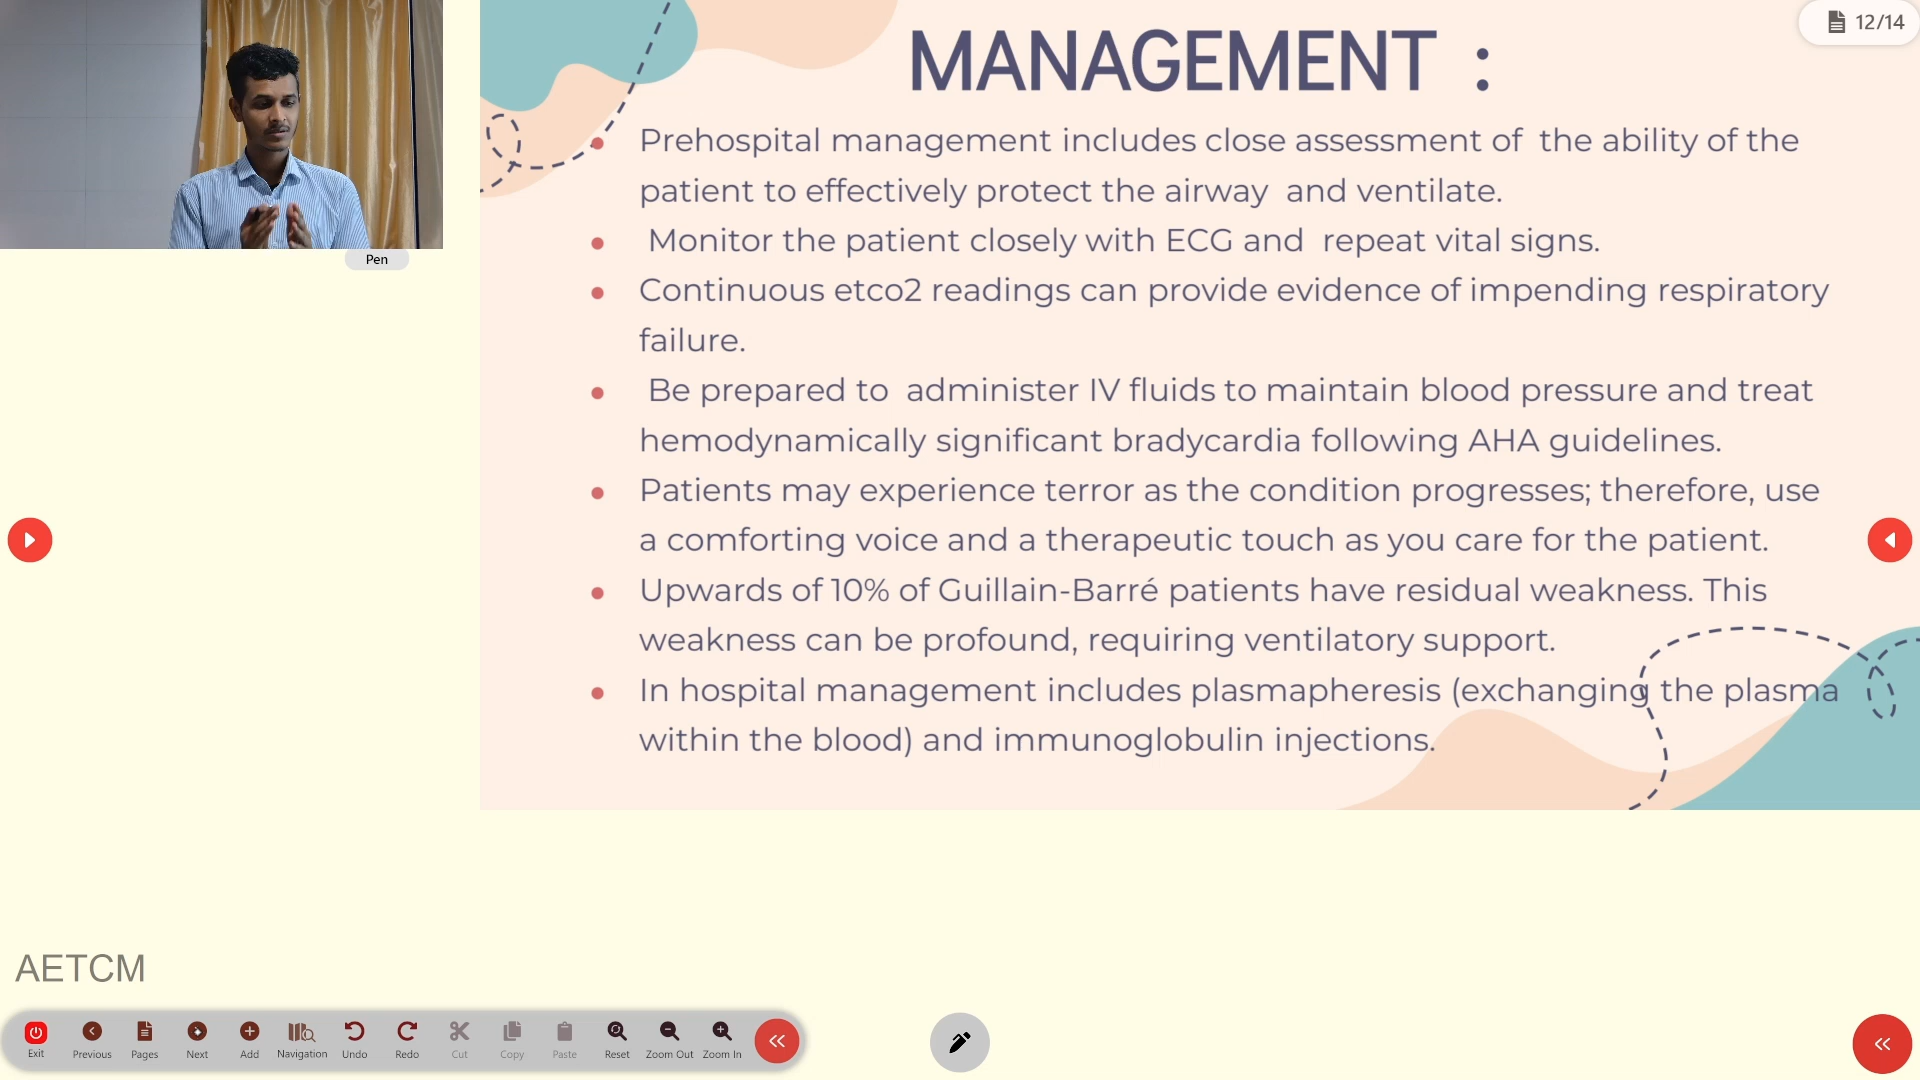 12/14
MANAGEMENT :
• Prehospital management includes close assessment of the ability of the
patient to effectively protect the airway and ventilate.
• Monitor the patient closely with ECG and repeat vital signs.
• Continuous etco2 readings can provide evidence of impending respiratory
failure.
• Be prepared to administer IV fluids to maintain blood pressure and treat
hemodynamically significant bradycardia following AHA guidelines.
• Patients may experience terror as the condition progresses; therefore, use
a comforting voice and a therapeutic touch as you care for the patient.
• Upwards of 10% of Guillain-Barré patients have residual weakness. This
weakness can be profound, requiring ventilatory support.
• In hospital management includes plasmapheresis (exchanging the plasma
within the blood) and immunoglobulin injections.
Pen
AETCM
Exit Previous Pages Next Add Navigation Undo Redo Cut Copy Paste Reset Zoom Out Zoom In